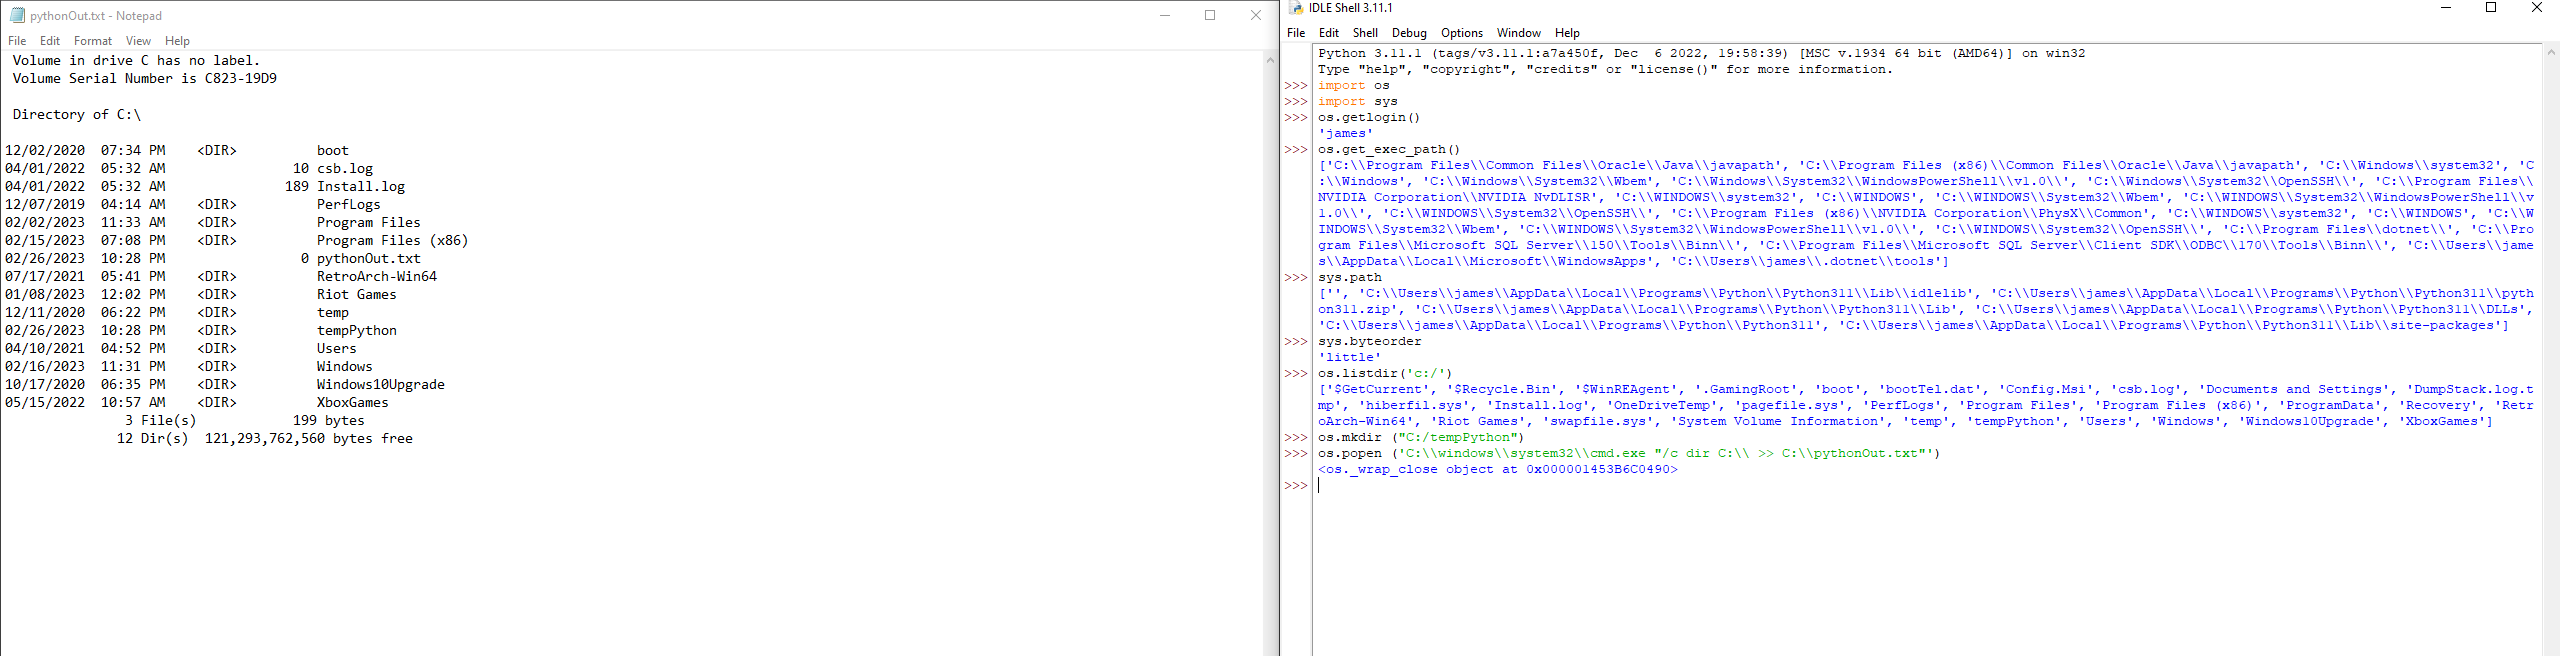 pythonOut.txt - Notepad
File Edit Format View Help
 Volume in drive C has no label.
 Volume Serial Number is C823-19D9

 Directory of C:\

12/02/2020  07:34 PM    <DIR>          boot
04/01/2022  05:32 AM                10 csb.log
04/01/2022  05:32 AM               189 Install.log
12/07/2019  04:14 AM    <DIR>          PerfLogs
02/02/2023  11:33 AM    <DIR>          Program Files
02/15/2023  07:08 PM    <DIR>          Program Files (x86)
02/26/2023  10:28 PM                 0 pythonOut.txt
07/17/2021  05:41 PM    <DIR>          RetroArch-Win64
01/08/2023  12:02 PM    <DIR>          Riot Games
12/11/2020  06:22 PM    <DIR>          temp
02/26/2023  10:28 PM    <DIR>          tempPython
04/10/2021  04:52 PM    <DIR>          Users
02/16/2023  11:31 PM    <DIR>          Windows
10/17/2020  06:35 PM    <DIR>          Windows10Upgrade
05/15/2022  10:57 AM    <DIR>          XboxGames
               3 File(s)            199 bytes
              12 Dir(s)  121,293,762,560 bytes free
IDLE Shell 3.11.1
File Edit Shell Debug Options Window Help
Python 3.11.1 (tags/v3.11.1:a7a450f, Dec  6 2022, 19:58:39) [MSC v.1934 64 bit (AMD64)] on win32
Type "help", "copyright", "credits" or "license()" for more information.
>>> import os
>>> import sys
>>> os.getlogin()
'james'
>>> os.get_exec_path()
['C:\\Program Files\\Common Files\\Oracle\\Java\\javapath', 'C:\\Program Files (x86)\\Common Files\\Oracle\\Java\\javapath', 'C:\\Windows\\system32', 'C
:\\Windows', 'C:\\Windows\\System32\\Wbem', 'C:\\Windows\\System32\\WindowsPowerShell\\v1.0\\', 'C:\\Windows\\System32\\OpenSSH\\', 'C:\\Program Files\\
NVIDIA Corporation\\NVIDIA NvDLISR', 'C:\\WINDOWS\\system32', 'C:\\WINDOWS', 'C:\\WINDOWS\\System32\\Wbem', 'C:\\WINDOWS\\System32\\WindowsPowerShell\\v
1.0\\', 'C:\\WINDOWS\\System32\\OpenSSH\\', 'C:\\Program Files (x86)\\NVIDIA Corporation\\PhysX\\Common', 'C:\\WINDOWS\\system32', 'C:\\WINDOWS', 'C:\\W
INDOWS\\System32\\Wbem', 'C:\\WINDOWS\\System32\\WindowsPowerShell\\v1.0\\', 'C:\\WINDOWS\\System32\\OpenSSH\\', 'C:\\Program Files\\dotnet\\', 'C:\\Pro
gram Files\\Microsoft SQL Server\\150\\Tools\\Binn\\', 'C:\\Program Files\\Microsoft SQL Server\\Client SDK\\ODBC\\170\\Tools\\Binn\\', 'C:\\Users\\jame
s\\AppData\\Local\\Microsoft\\WindowsApps', 'C:\\Users\\james\\.dotnet\\tools']
>>> sys.path
['', 'C:\\Users\\james\\AppData\\Local\\Programs\\Python\\Python311\\Lib\\idlelib', 'C:\\Users\\james\\AppData\\Local\\Programs\\Python\\Python311\\pyth
on311.zip', 'C:\\Users\\james\\AppData\\Local\\Programs\\Python\\Python311\\Lib', 'C:\\Users\\james\\AppData\\Local\\Programs\\Python\\Python311\\DLLs',
'C:\\Users\\james\\AppData\\Local\\Programs\\Python\\Python311', 'C:\\Users\\james\\AppData\\Local\\Programs\\Python\\Python311\\Lib\\site-packages']
>>> sys.byteorder
'little'
>>> os.listdir('c:/')
['$GetCurrent', '$Recycle.Bin', '$WinREAgent', '.GamingRoot', 'boot', 'bootTel.dat', 'Config.Msi', 'csb.log', 'Documents and Settings', 'DumpStack.log.t
mp', 'hiberfil.sys', 'Install.log', 'OneDriveTemp', 'pagefile.sys', 'PerfLogs', 'Program Files', 'Program Files (x86)', 'ProgramData', 'Recovery', 'Retr
oArch-Win64', 'Riot Games', 'swapfile.sys', 'System Volume Information', 'temp', 'tempPython', 'Users', 'Windows', 'Windows10Upgrade', 'XboxGames']
>>> os.mkdir ("C:/tempPython")
>>> os.popen ('C:\\windows\\system32\\cmd.exe "/c dir C:\\ >> C:\\pythonOut.txt"')
<os._wrap_close object at 0x000001453B6C0490>
>>>